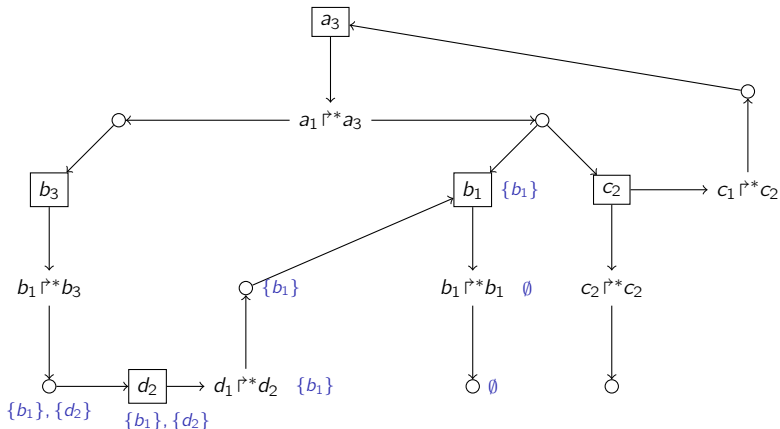 a₃
a₁ ↱* a₃
b₃
b₁ {b₁}
c₂
c₁ ↱* c₂
b₁ ↱* b₃
{b₁}
b₁ ↱* b₁ ∅
c₂ ↱* c₂
d₂
d₁ ↱* d₂ {b₁}
∅
{b₁}, {d₂}
{b₁}, {d₂}